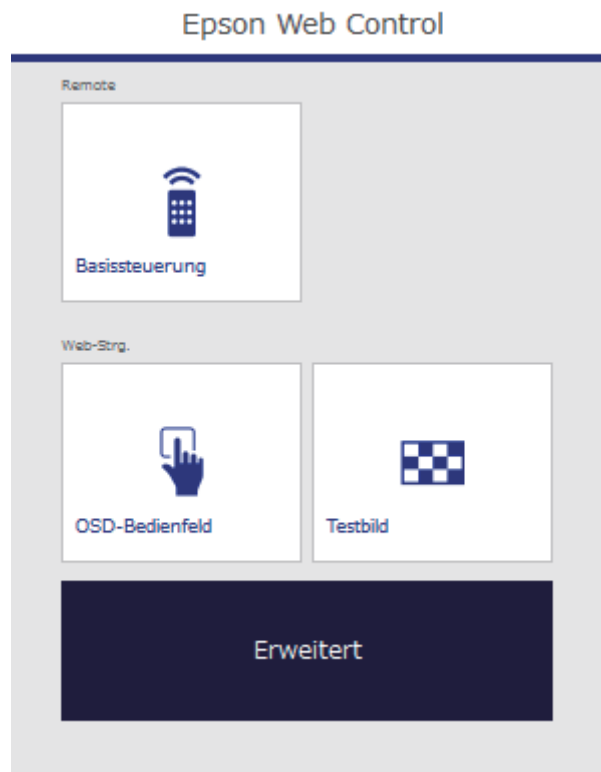 Epson Web Control
Remote
Basissteuerung
Web-Strg.
OSD-Bedienfeld
Testbild
Erweitert